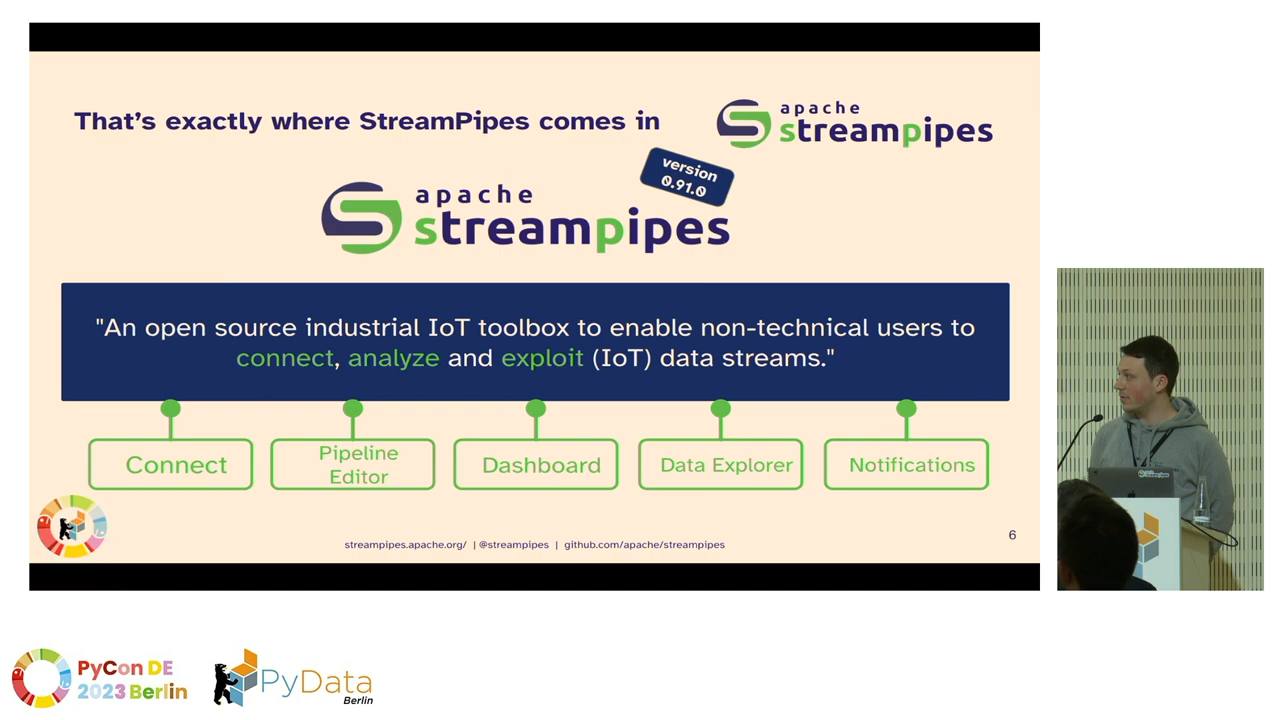 That's exactly where StreamPipes comes in
apache
streampipes
version
0.91.0
apache
streampipes
"An open source industrial IoT toolbox to enable non-technical users to
connect, analyze and exploit (IoT) data streams."
Connect
Pipeline
Editor
Dashboard
Data Explorer
Notifications
streampipes.apache.org/ | @streampipes | github.com/apache/streampipes
6
PyCon DE
2023 Berlin
PyData
Berlin